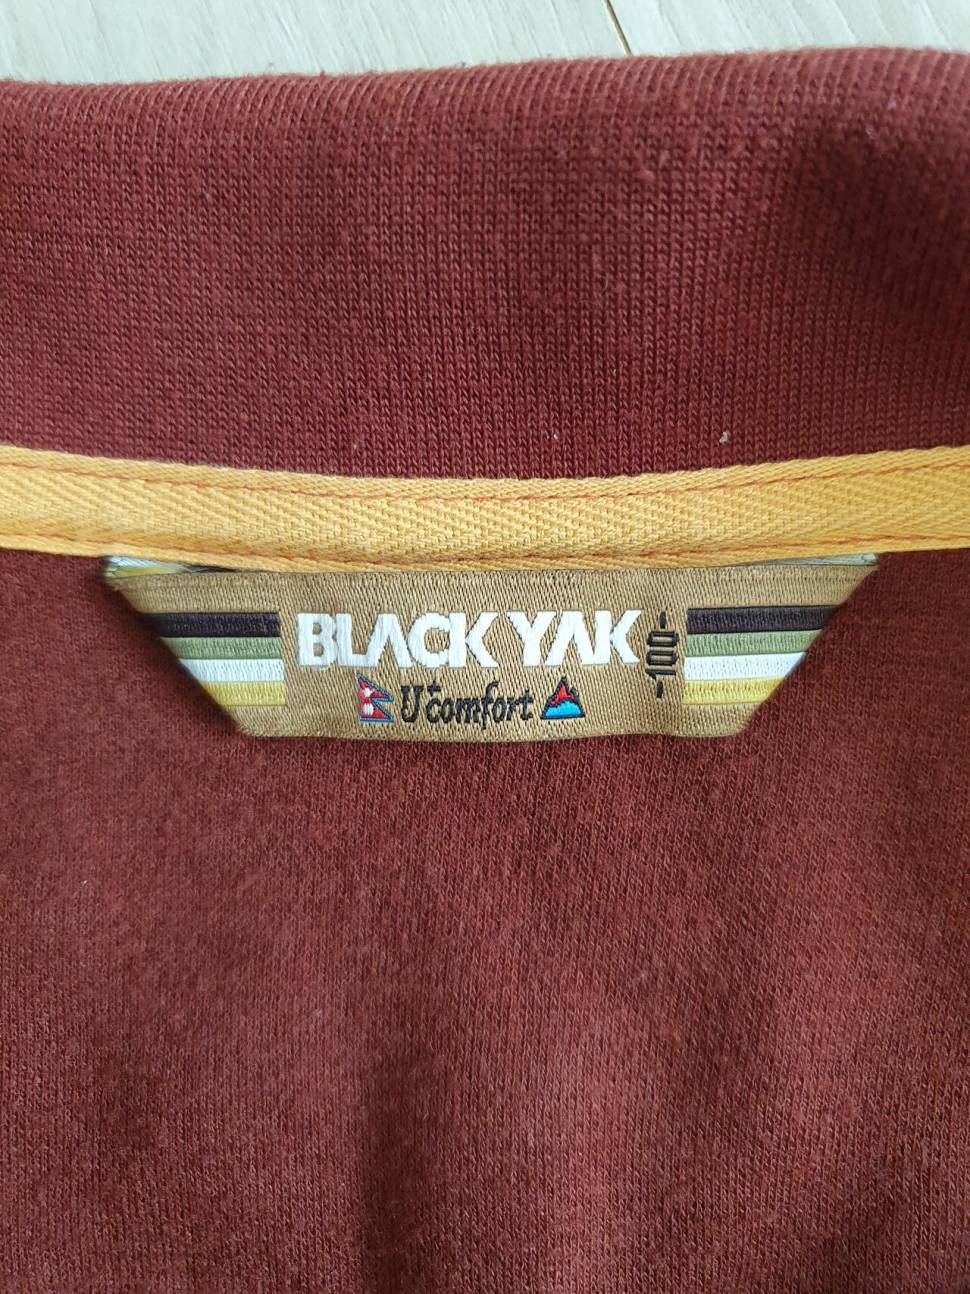 BLACK YAK
-100-
U+comfort